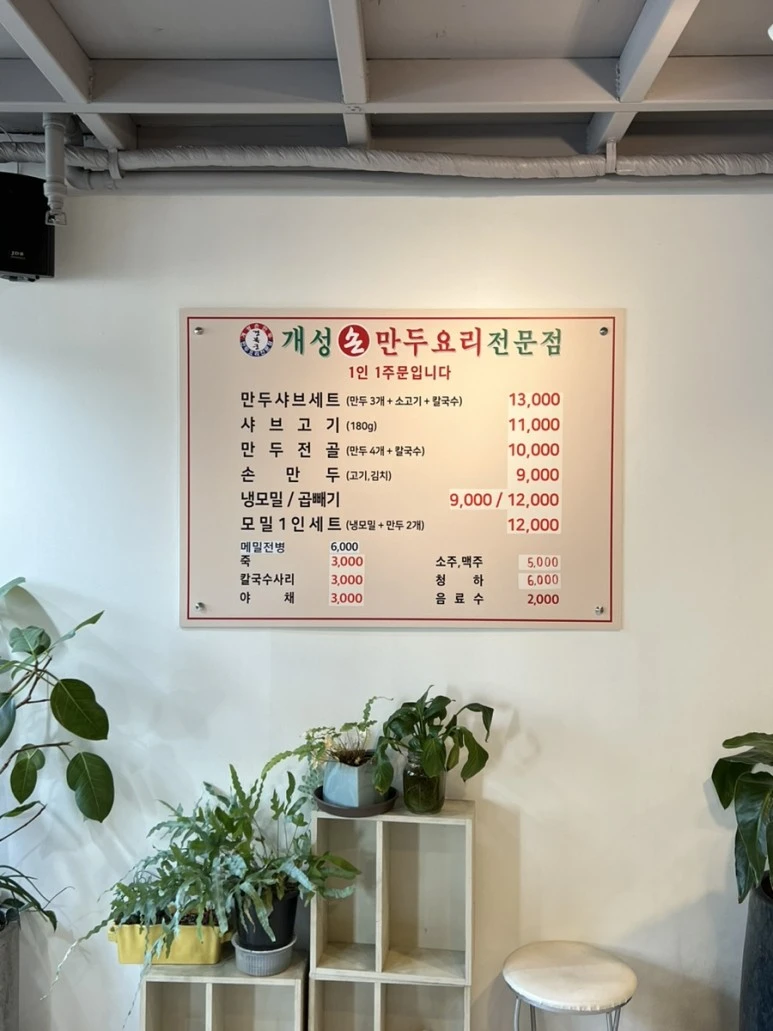 개성손만두요리전문점
1인 1주문입니다
만두샤브세트 (만두 3개 + 소고기 + 칼국수) 13,000
샤브고기 (180g) 11,000
만두전골 (만두 4개 + 칼국수) 10,000
손만두 (고기,김치) 9,000
냉모밀 / 곱빼기 9,000 / 12,000
모밀1인세트 (냉모밀 + 만두 2개) 12,000
메밀전병 6,000
죽 3,000 소주,맥주 5,000
칼국수사리 3,000 청하 6,000
야채 3,000 음료수 2,000